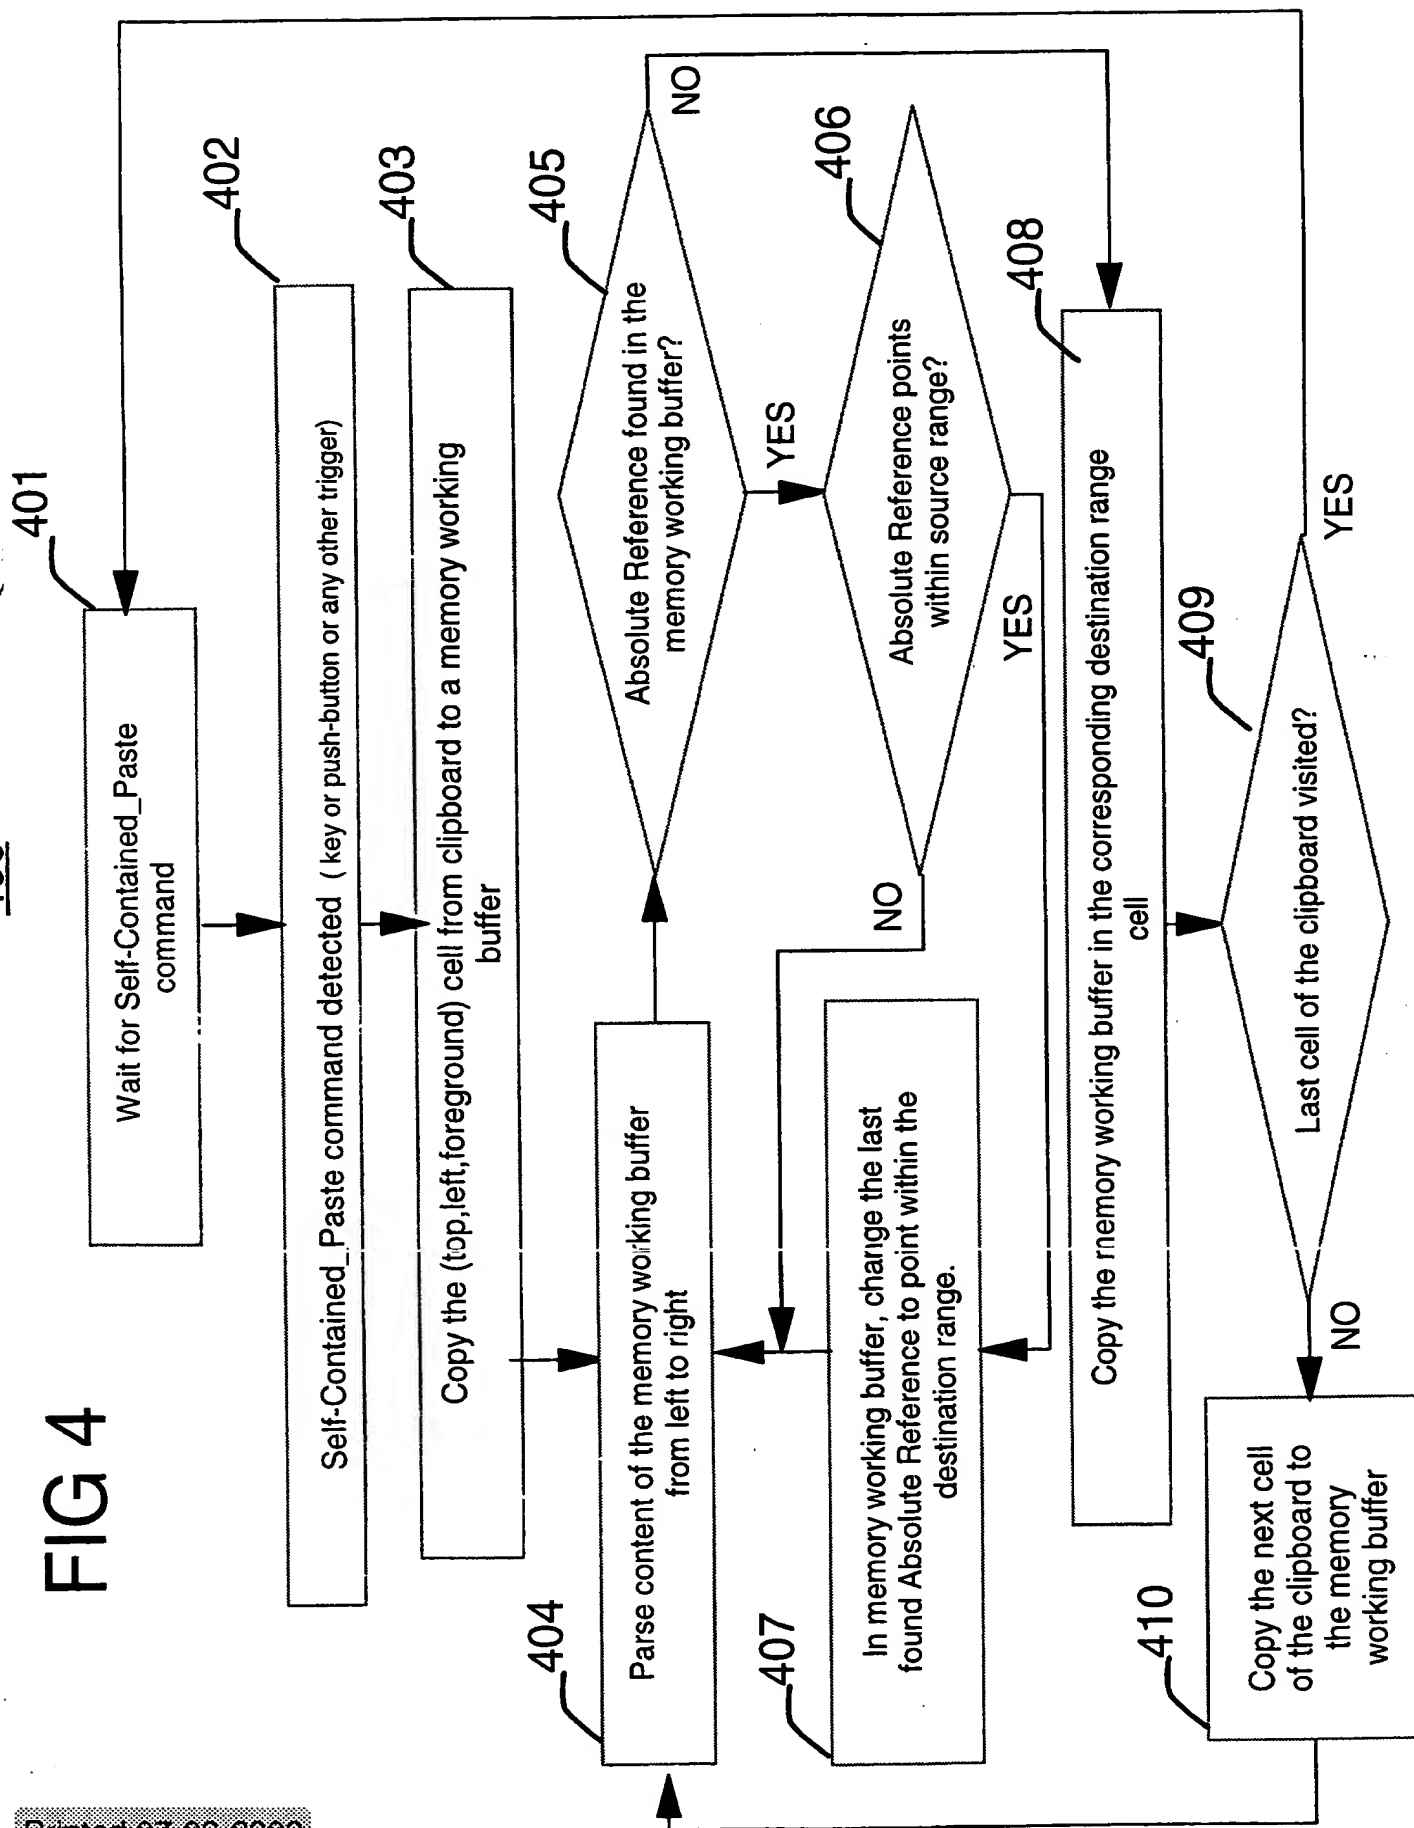 FIG 4
401
Wait for Self-Contained_Paste
command
402
Self-Contained_Paste command detected ( key or push-button or any other trigger)
403
Copy the (top,left,foreground) cell from clipboard to a memory working
buffer
404
Parse content of the memory working buffer
from left to right
405
Absolute Reference found in the
memory working buffer?
NO
YES
406
Absolute Reference points
within source range?
NO
YES
407
In memory working buffer, change the last
found Absolute Reference to point within the
destination range.
408
Copy the memory working buffer in the corresponding destination range
cell
409
Last cell of the clipboard visited?
YES
NO
410
Copy the next cell
of the clipboard to
the memory
working buffer